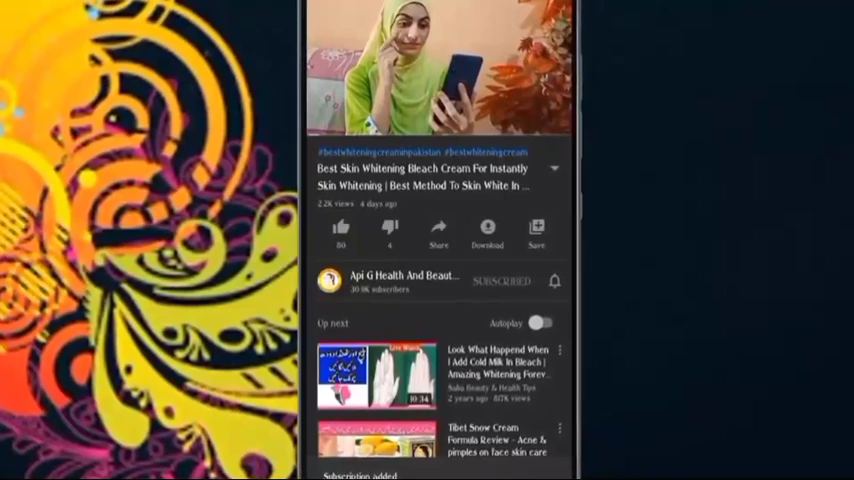 #bestwhiteningcreaminpakistan #bestwhiteningcream
Best Skin Whitening Bleach Cream For Instantly
Skin Whitening | Best Method To Skin White In ...
2.2K views 4 days ago
80
4
Share
Download
Save
Api G Health And Beaut...
SUBSCRIBED
30.9K subscribers
Up next
Autoplay
Live Result
10:34
Look What Happend When
I Add Cold Milk In Bleach |
Amazing Whitening Forev..
Saba Beauty & Health Tips
2 years ago 817K views
Tibet Snow Cream
Formula Review - Acne &
pimples on face skin care
Subscription added